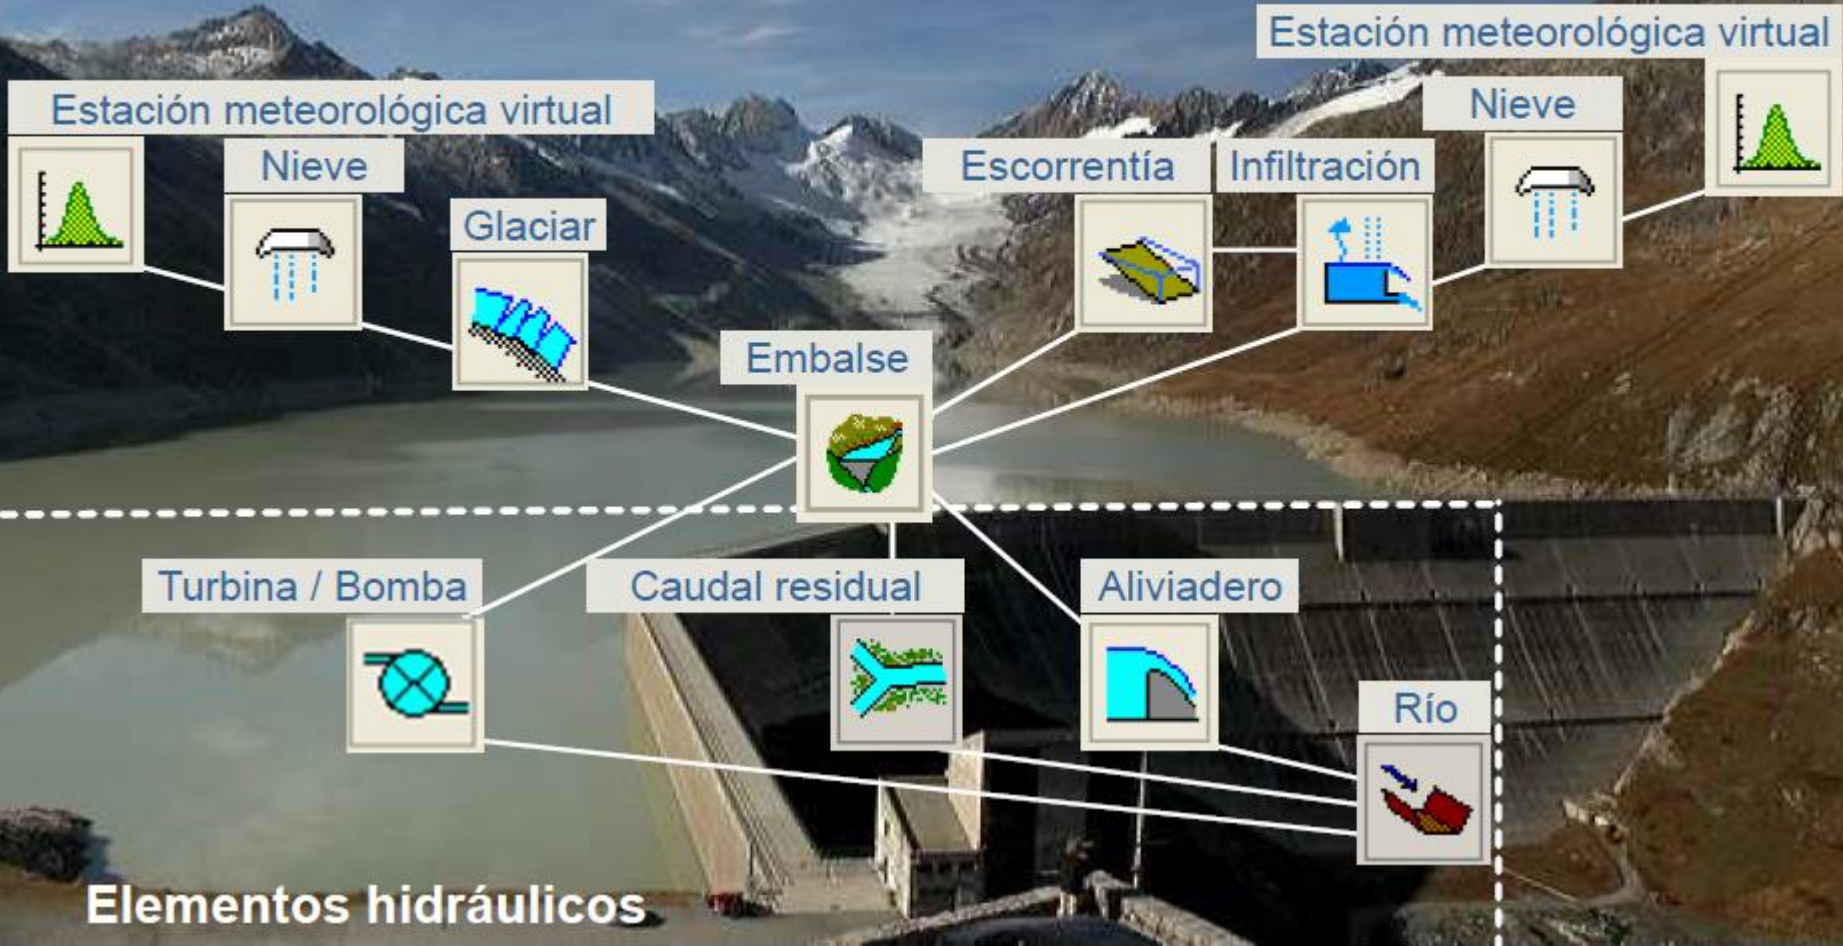 Estación meteorológica virtual
Estación meteorológica virtual
Nieve
Nieve
Escorrentía
Infiltración
Glaciar
Embalse
Turbina / Bomba
Caudal residual
Aliviadero
Río
Elementos hidráulicos